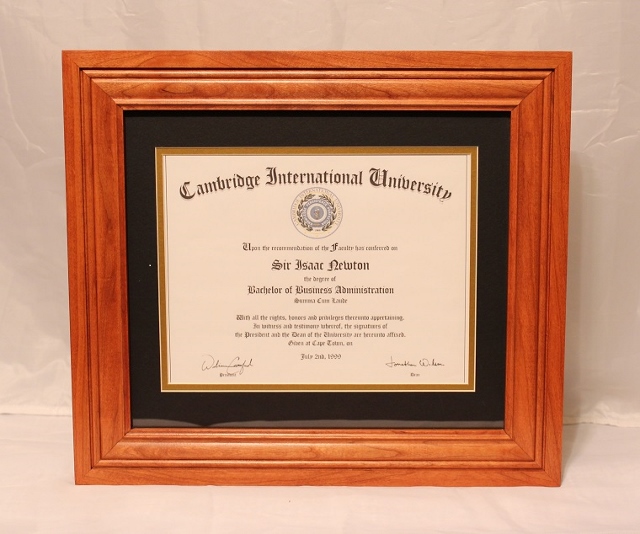 Cambridge International University
Upon the recommendation of the Faculty has conferred on
Sir Isaac Newton
the degree of
Bachelor of Business Administration
Summa Cum Laude
With all the rights, honors and privileges thereunto appertaining.
In witness and testimony whereof, the signatures of
the President and the Dean of the University are hereunto affixed.
Given at Cape Town, on
July 2nd, 1999
Jonathan Wilson
President
Dean